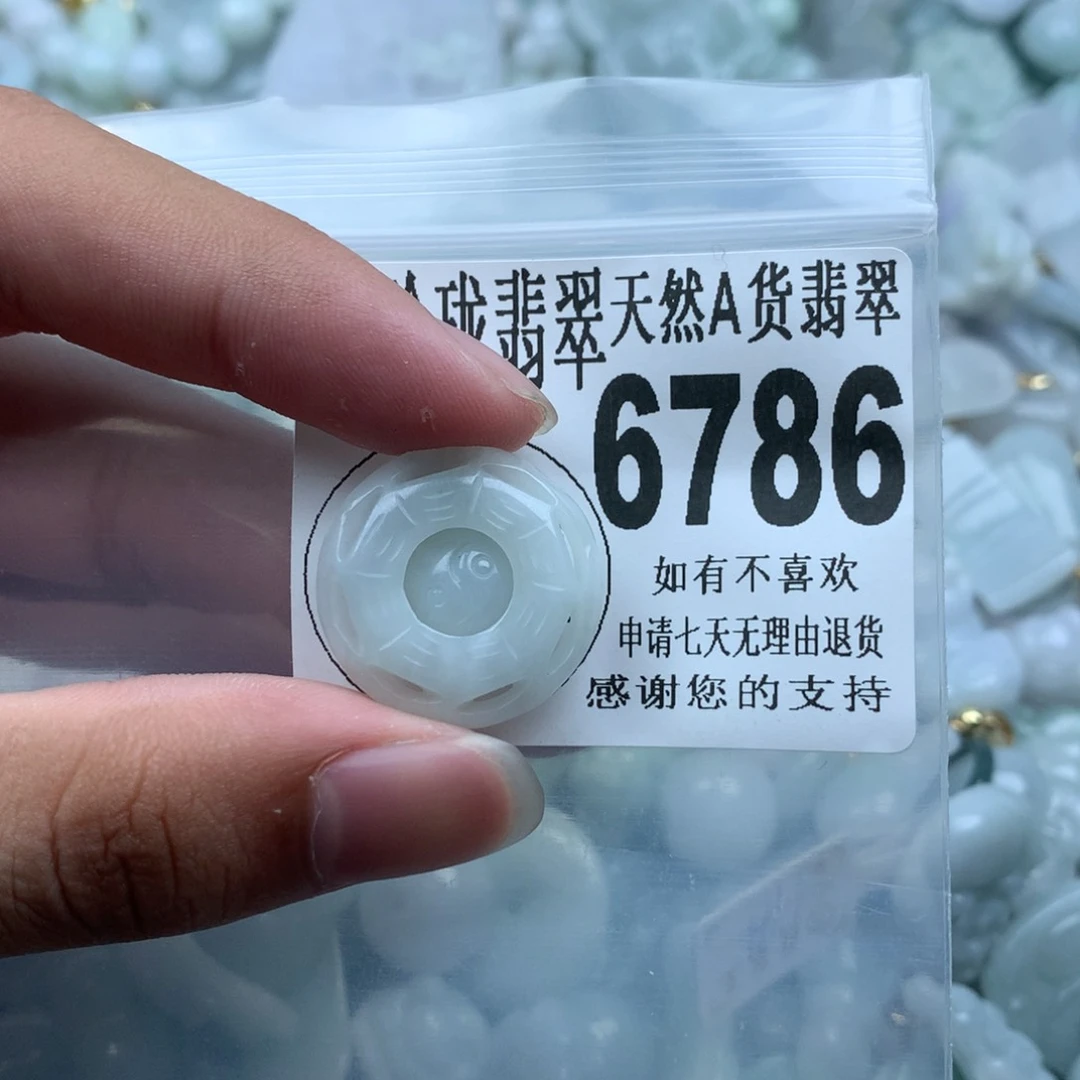 珑翡翠天然A货翡翠
6786
如有不喜欢
申请七天无理由退货
感谢您的支持